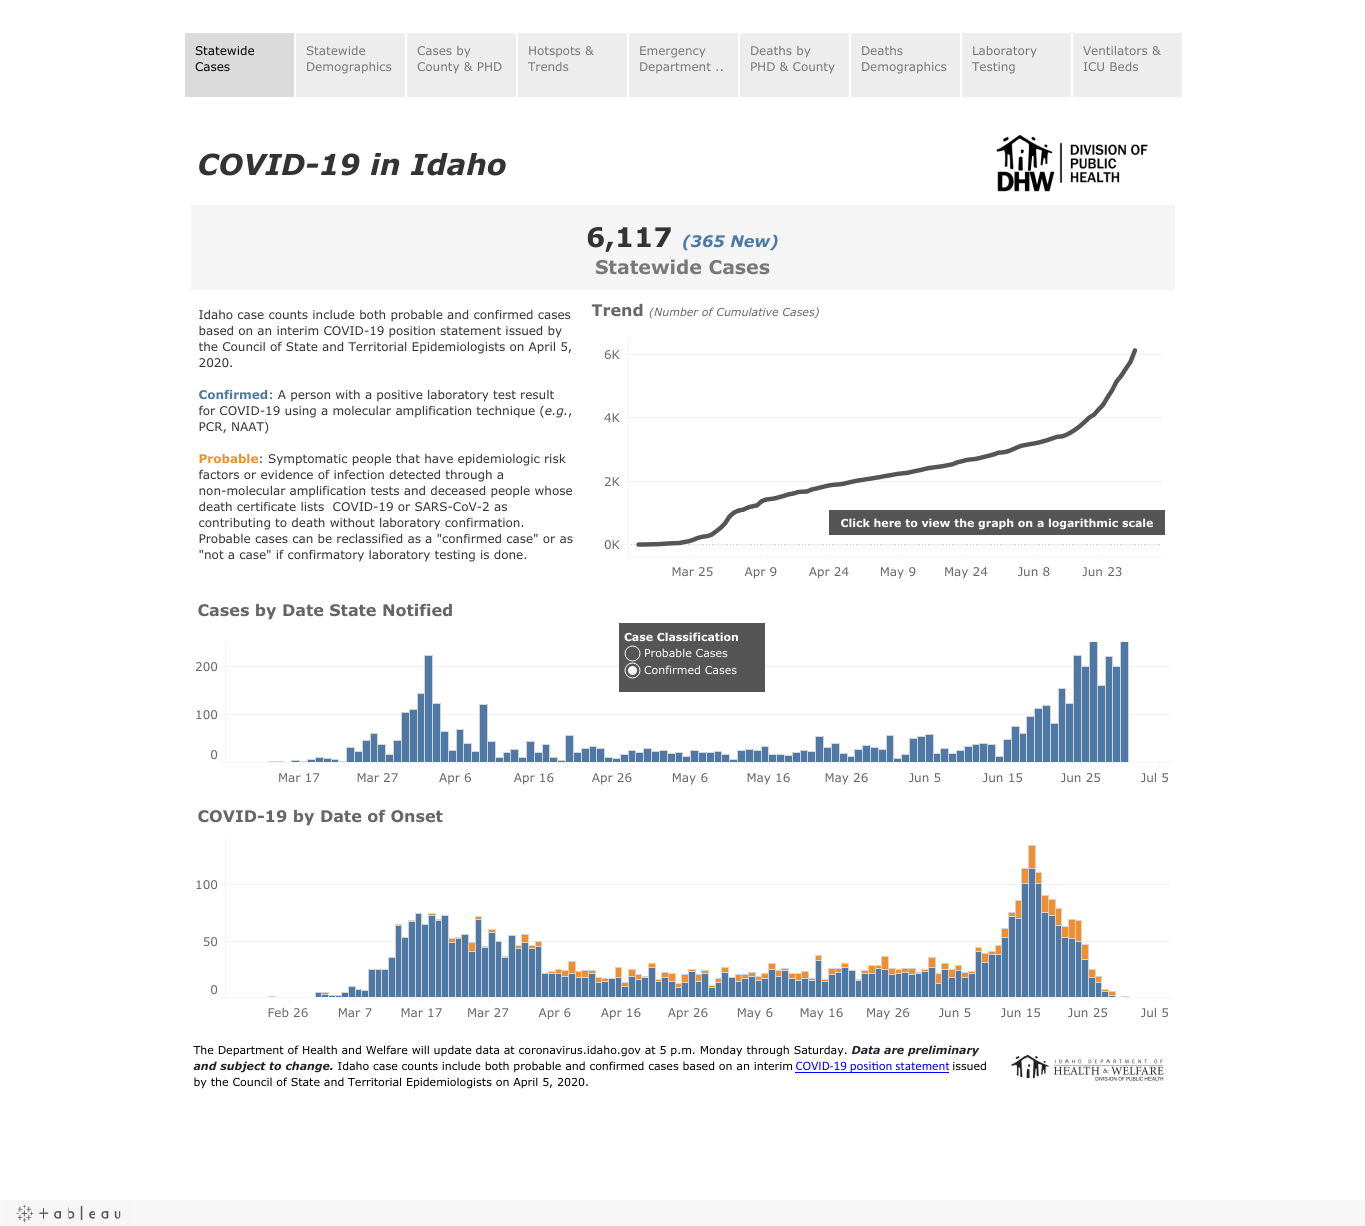 Statewide Cases
Statewide Demographics
Cases by County & PHD
Hotspots & Trends
Emergency Department ..
Deaths by PHD & County
Deaths Demographics
Laboratory Testing
Ventilators & ICU Beds
COVID-19 in Idaho
DHW
DIVISION OF
PUBLIC
HEALTH
6,117 (365 New)
Statewide Cases
Idaho case counts include both probable and confirmed cases
based on an interim COVID-19 position statement issued by
the Council of State and Territorial Epidemiologists on April 5,
2020.
Confirmed: A person with a positive laboratory test result
for COVID-19 using a molecular amplification technique (e.g.,
PCR, NAAT)
Probable: Symptomatic people that have epidemiologic risk
factors or evidence of infection detected through a
non-molecular amplification tests and deceased people whose
death certificate lists COVID-19 or SARS-CoV-2 as
contributing to death without laboratory confirmation.
Probable cases can be reclassified as a "confirmed case" or as
"not a case" if confirmatory laboratory testing is done.
Trend (Number of Cumulative Cases)
6K
4K
2K
0K
Click here to view the graph on a logarithmic scale
Mar 25 Apr 9 Apr 24 May 9 May 24 Jun 8 Jun 23
Cases by Date State Notified
Case Classification
Probable Cases
Confirmed Cases
200
100
0
Mar 17 Mar 27 Apr 6 Apr 16 Apr 26 May 6 May 16 May 26 Jun 5 Jun 15 Jun 25 Jul 5
COVID-19 by Date of Onset
100
50
0
Feb 26 Mar 7 Mar 17 Mar 27 Apr 6 Apr 16 Apr 26 May 6 May 16 May 26 Jun 5 Jun 15 Jun 25 Jul 5
The Department of Health and Welfare will update data at coronavirus.idaho.gov at 5 p.m. Monday through Saturday. Data are preliminary
and subject to change. Idaho case counts include both probable and confirmed cases based on an interim COVID-19 position statement issued
by the Council of State and Territorial Epidemiologists on April 5, 2020.
IDAHO DEPARTMENT OF
HEALTH & WELFARE
DIVISION OF PUBLIC HEALTH
+ableau